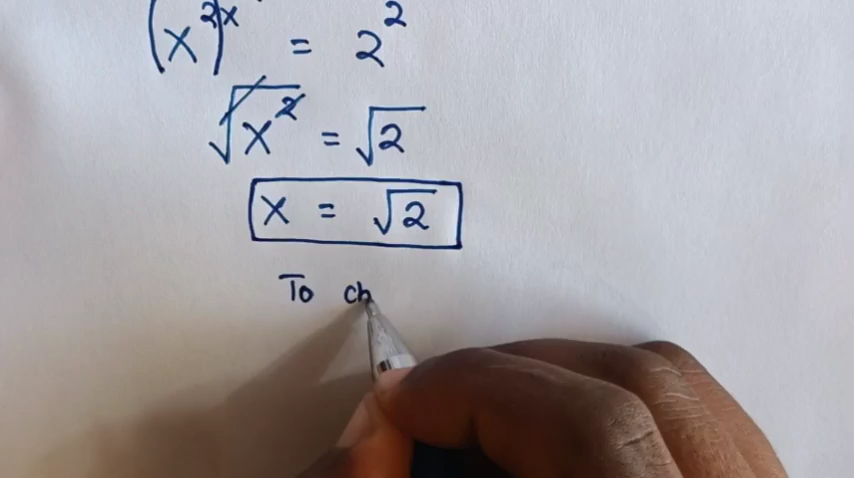 (x²)ˣ = 2²
√x² = √2
x = √2
To ch